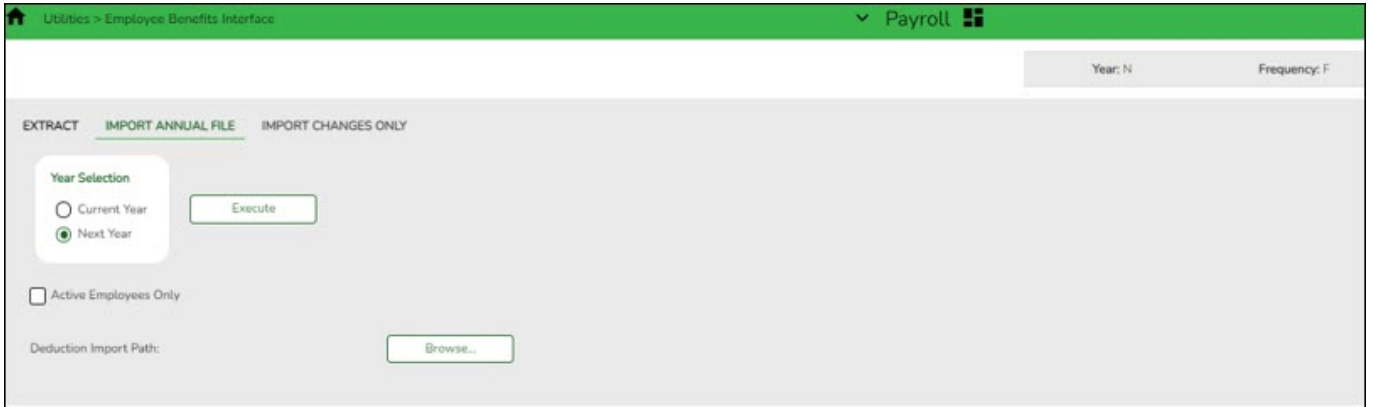 Utilities > Employee Benefits Interface
Payroll
Year: N Frequency: F
EXTRACT IMPORT ANNUAL FILE IMPORT CHANGES ONLY
Year Selection
Current Year
Execute
Next Year
Active Employees Only
Deduction Import Path: Browse...